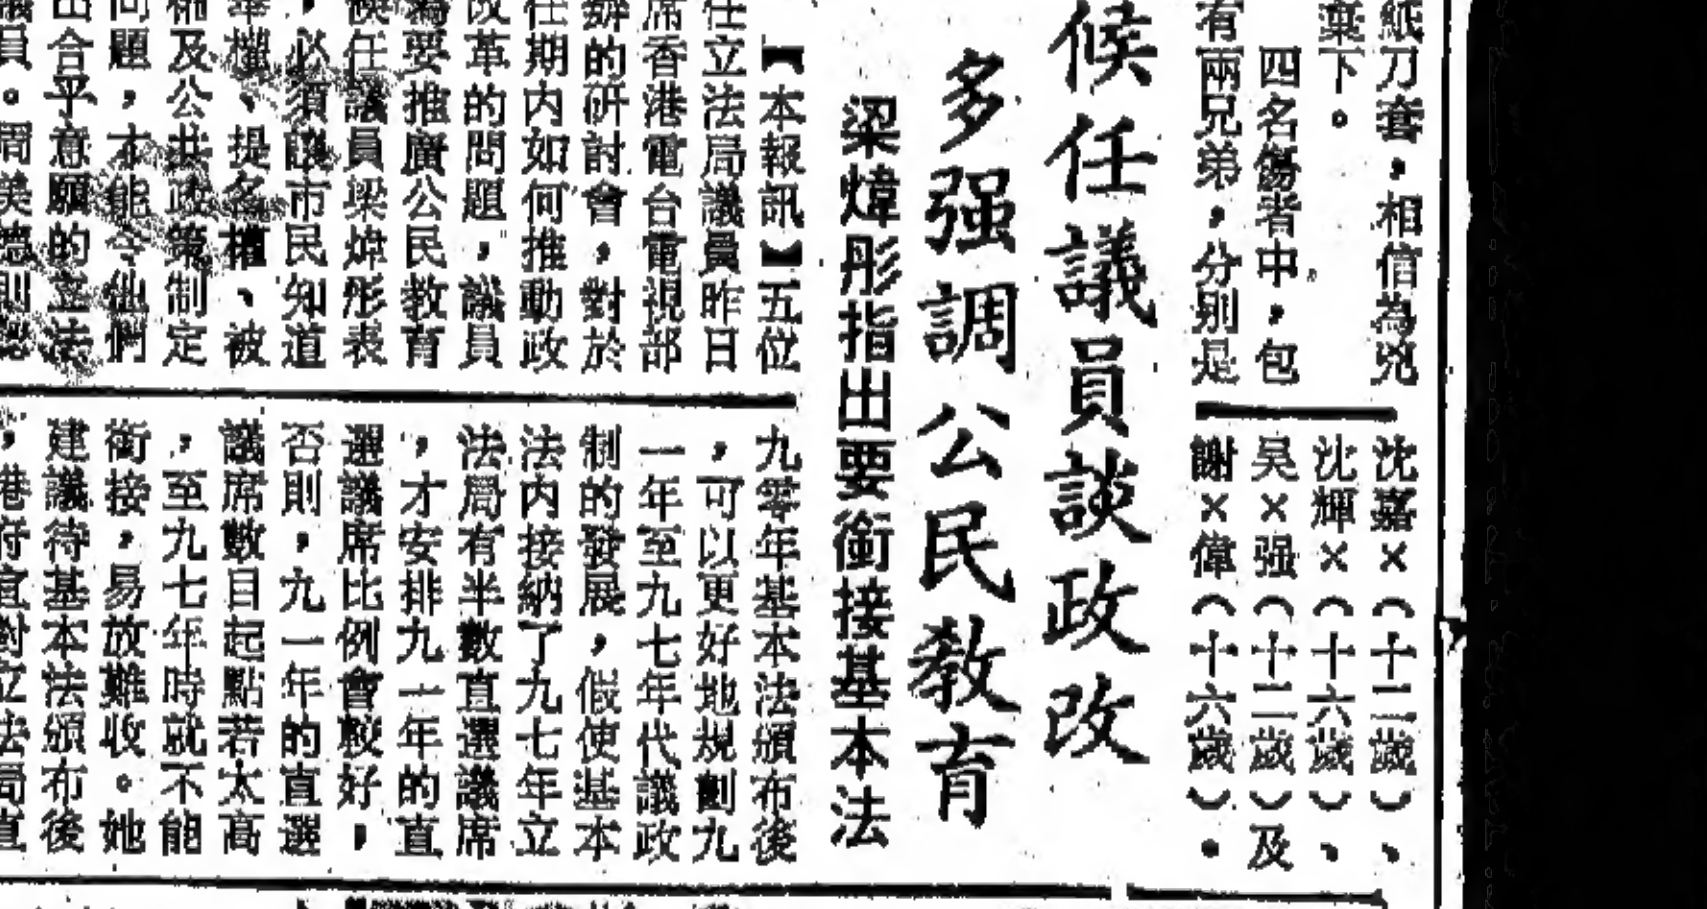 紙刀套，相信為兇
棄下。
四名傷者中，包
有兩兄弟，分別是
沈嘉×（十二歲）、
沈輝×（十六歲）、
吳×强（十二歲）及
謝×偉（十六歲）。
候任議員談政改
多强調公民教育
梁煒彤指出要銜接基本法
【本報訊】五位
任立法局議員昨日
席香港電台電視部
辦的研討會，對於
任期内如何推動政
改革的問題，議員
為要推廣公民教育
候任議員梁煒彤表
，必須讓市民知道
舉權、提名權、被
及公共政策制定
問題，才能令他們
出合乎意願的立法
議員。周美德則認
九零年基本法頒布後
，可以更好地規劃九
一年至九七年代議政
制的發展，假使基本
法内接納了九七年立
法局有半數直選議席
，才安排九一年的直
選議席比例會較好，
否則，九一年的直選
議席數目起點若太高
，至九七年時就不能
銜接，易放難收。她
建議待基本法頒布後
，港府宜對立法局直